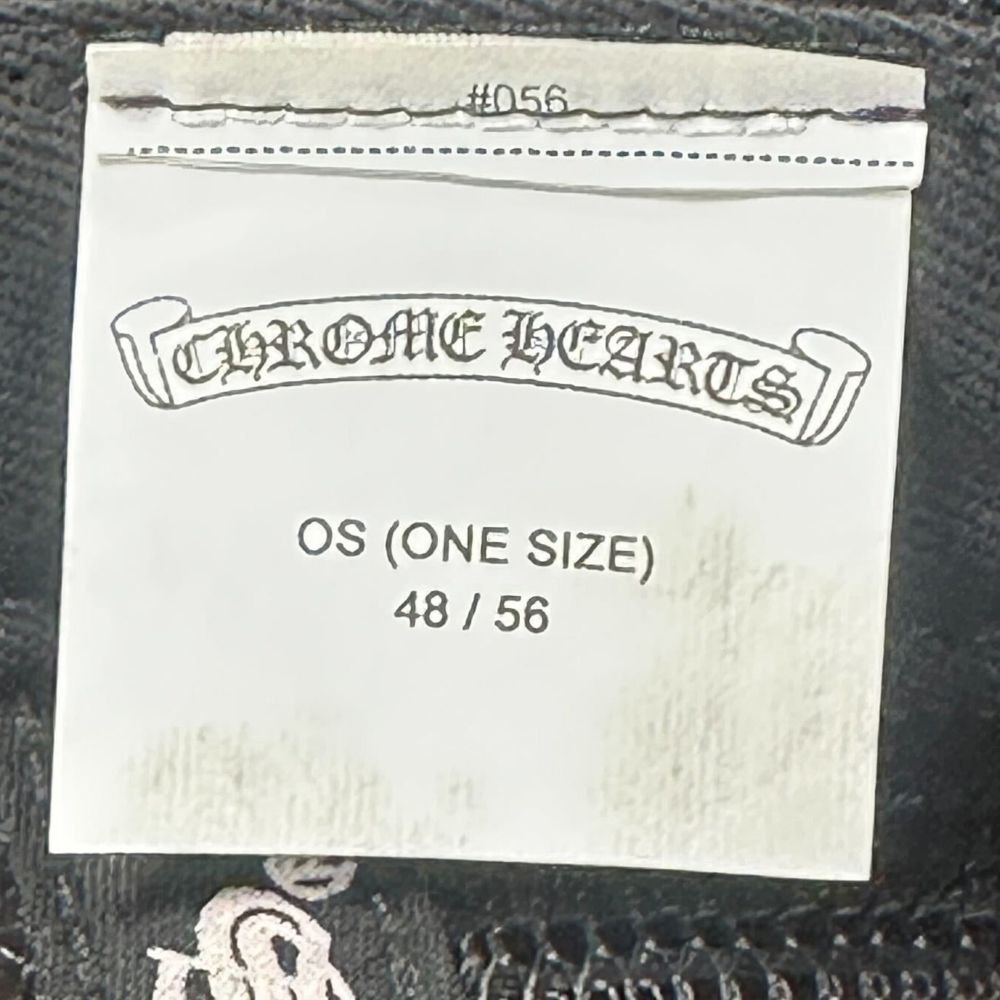 #056
CHROME HEARTS
OS (ONE SIZE)
48 / 56